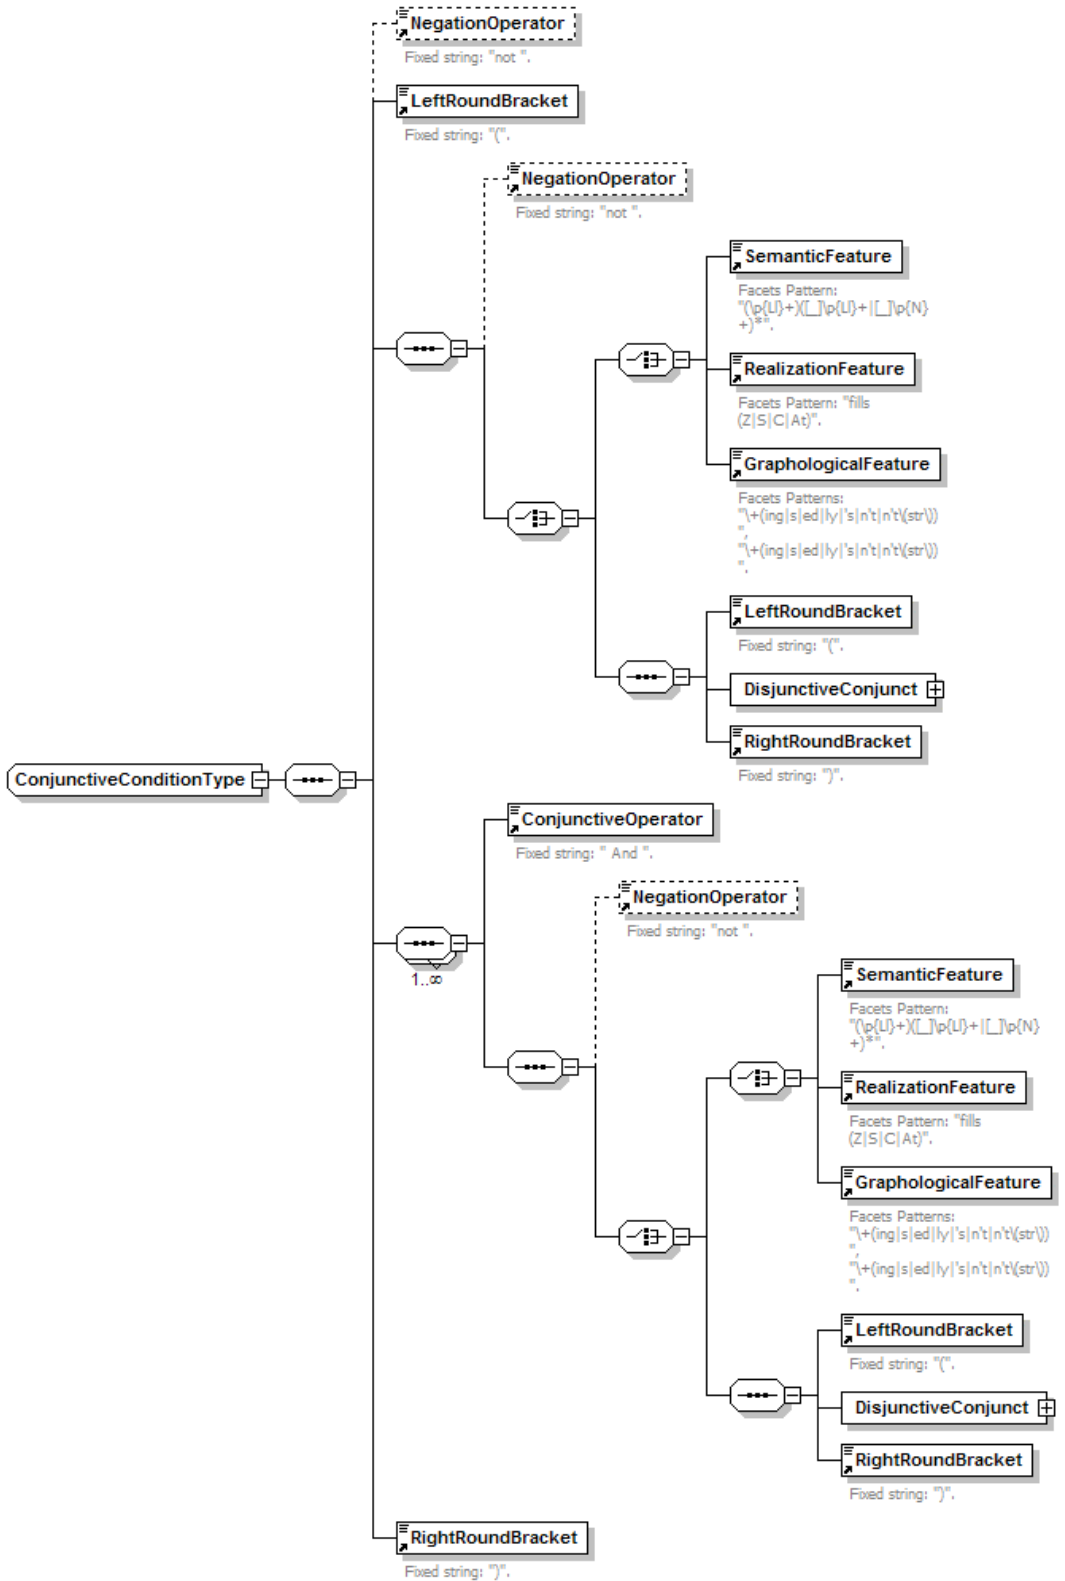 NegationOperator
Fixed string: "not ".
LeftRoundBracket
Fixed string: "(".
NegationOperator
Fixed string: "not ".
SemanticFeature
Facets Pattern:
"(\p{Ll}+)([_]\p{Ll}+|[_]\p{N}
+)*".
RealizationFeature
Facets Pattern: "fills
(Z|S|C|At)".
GraphologicalFeature
Facets Patterns:
"\+(ing|s|ed|ly|'s|n't|n't\(str\))
",
"\+(ing|s|ed|ly|'s|n't|n't\(str\))
".
LeftRoundBracket
Fixed string: "(".
DisjunctiveConjunct
RightRoundBracket
Fixed string: ")".
ConjunctiveConditionType
ConjunctiveOperator
Fixed string: " And ".
NegationOperator
Fixed string: "not ".
1..∞
SemanticFeature
Facets Pattern:
"(\p{Ll}+)([_]\p{Ll}+|[_]\p{N}
+)*".
RealizationFeature
Facets Pattern: "fills
(Z|S|C|At)".
GraphologicalFeature
Facets Patterns:
"\+(ing|s|ed|ly|'s|n't|n't\(str\))
",
"\+(ing|s|ed|ly|'s|n't|n't\(str\))
".
LeftRoundBracket
Fixed string: "(".
DisjunctiveConjunct
RightRoundBracket
Fixed string: ")".
RightRoundBracket
Fixed string: ")".